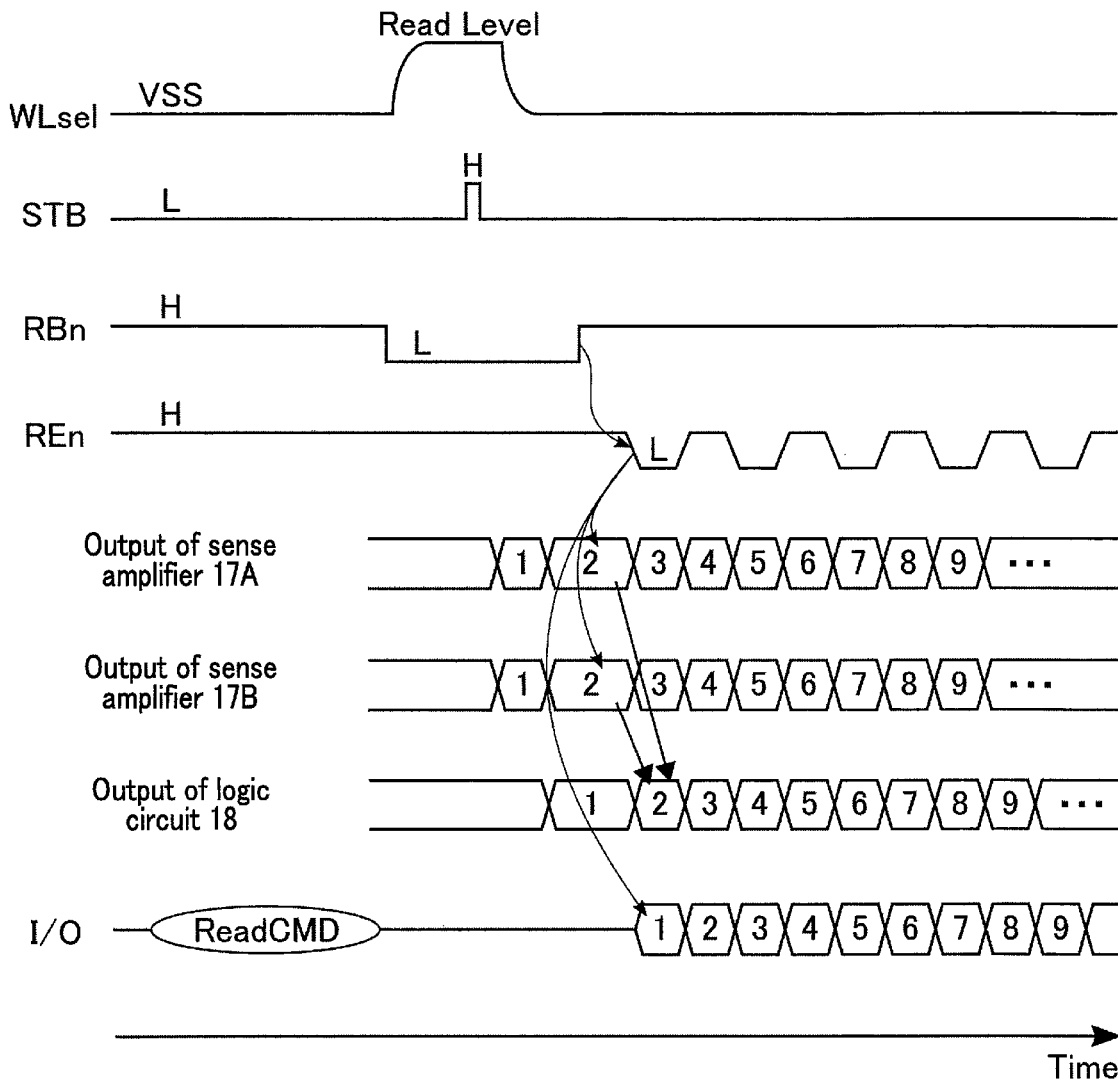 Read Level
VSS
WLsel
H
L
STB
H
RBn
L
H
REn
L
Output of sense
amplifier 17A
1 2 3 4 5 6 7 8 9 ...
Output of sense
amplifier 17B
1 2 3 4 5 6 7 8 9 ...
Output of logic
circuit 18
1 2 3 4 5 6 7 8 9 ...
I/O
ReadCMD
1 2 3 4 5 6 7 8 9
Time